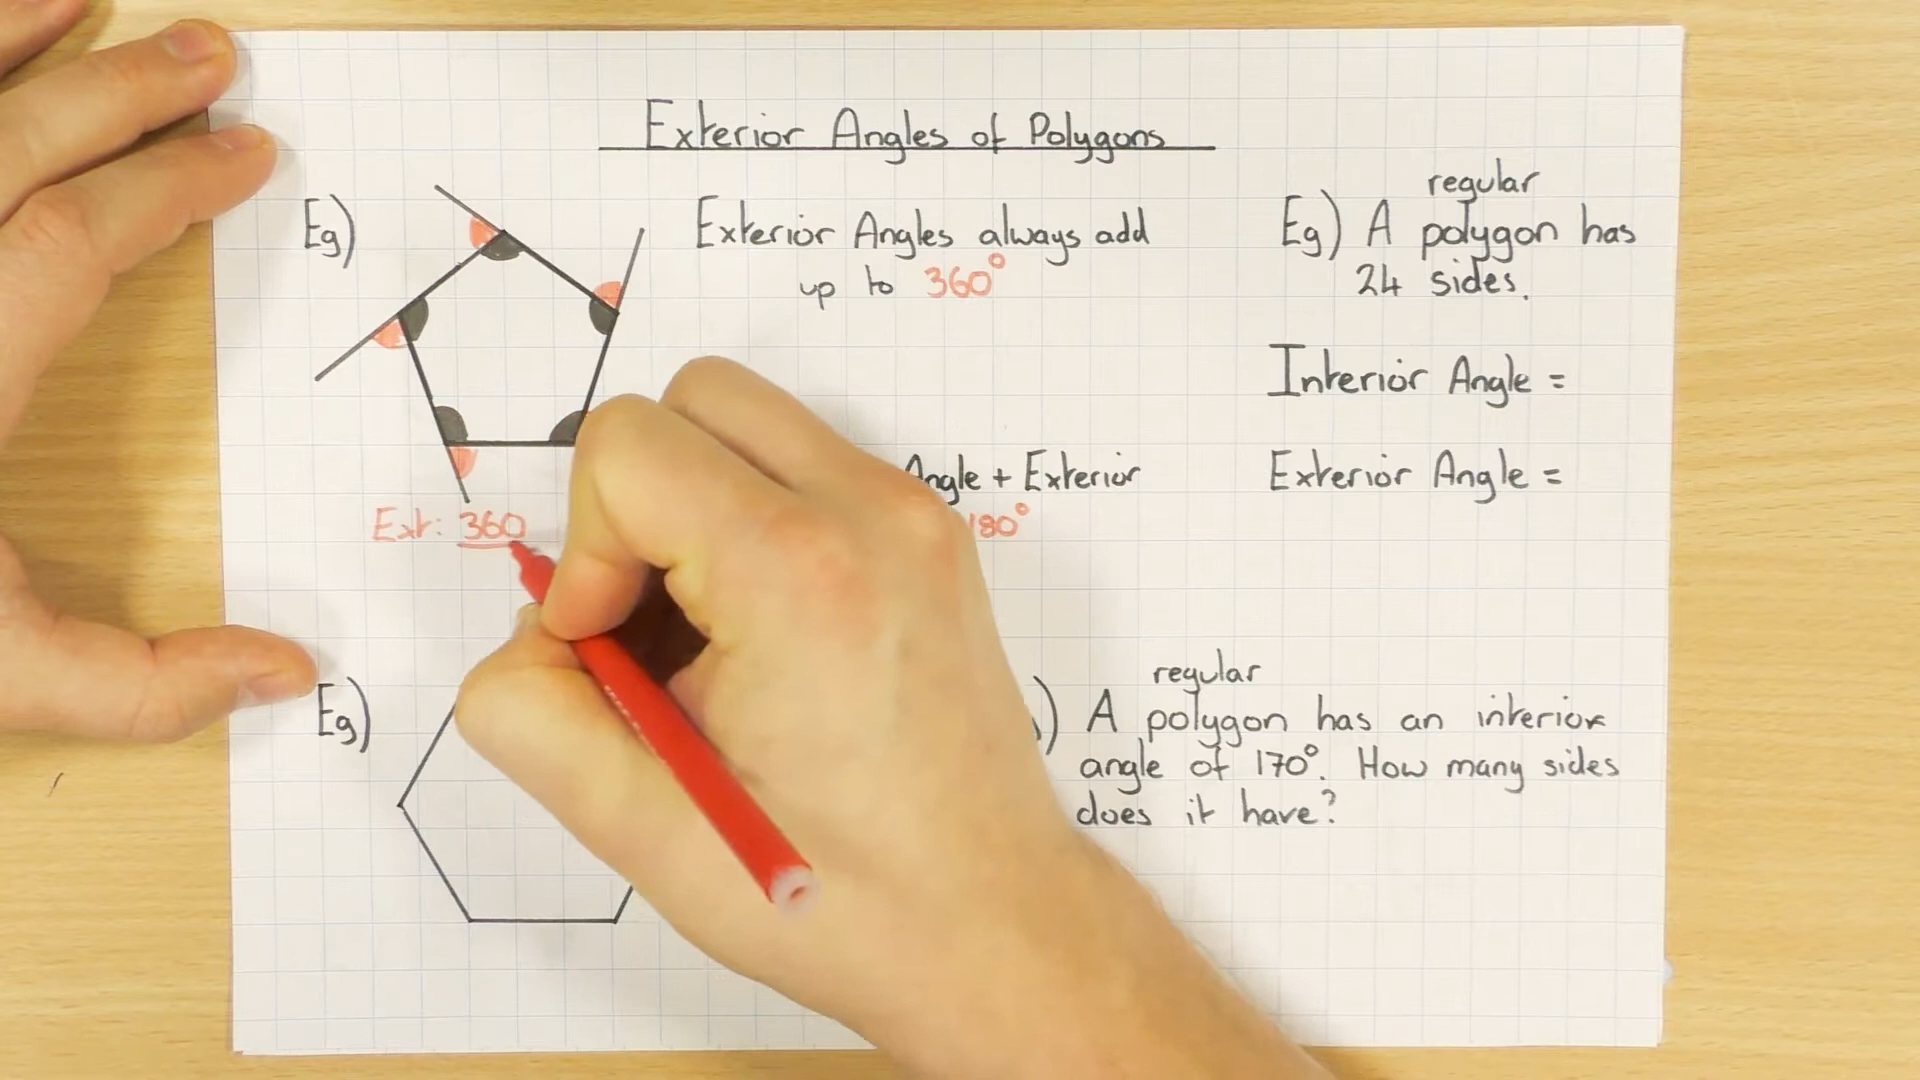 Exterior Angles of Polygons
Eg)
Exterior Angles always add
up to 360°
Ext: 360
Angle + Exterior
180°
Eg) A regular polygon has
24 sides.
Interior Angle =
Exterior Angle =
Eg)
A regular polygon has an interior
angle of 170°. How many sides
does it have?